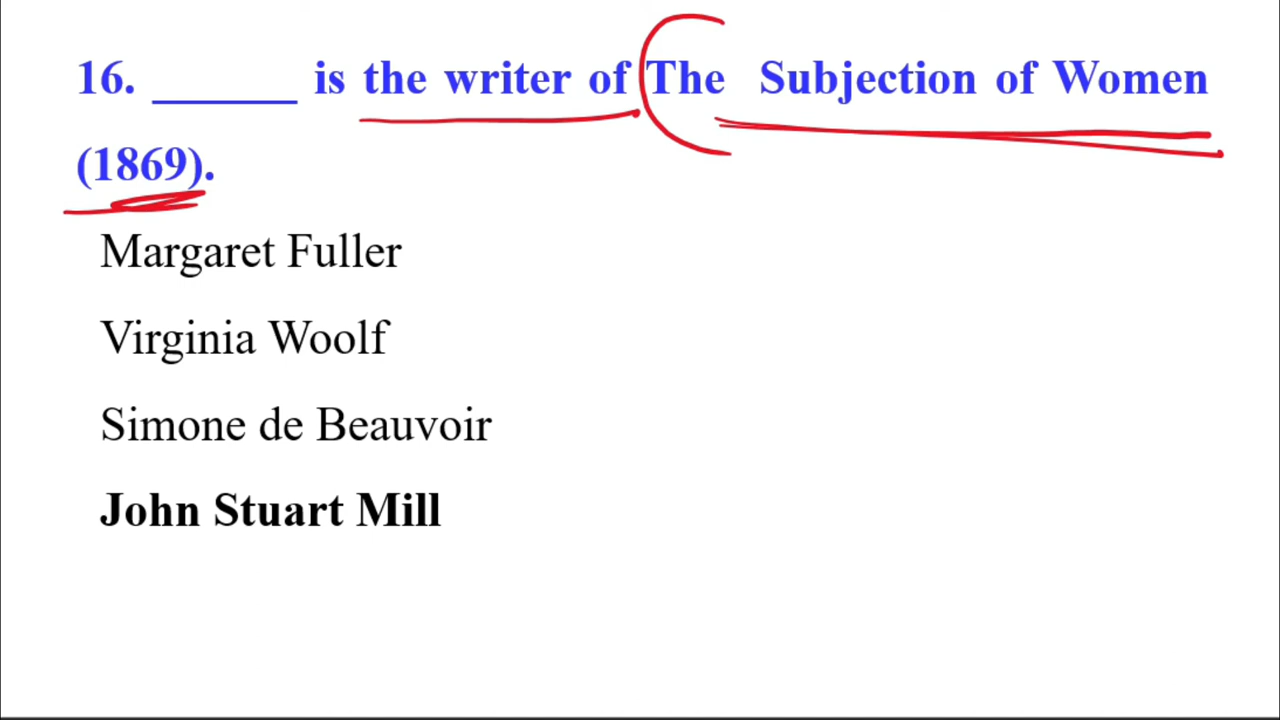 16. ______ is the writer of The Subjection of Women
(1869).
Margaret Fuller
Virginia Woolf
Simone de Beauvoir
John Stuart Mill